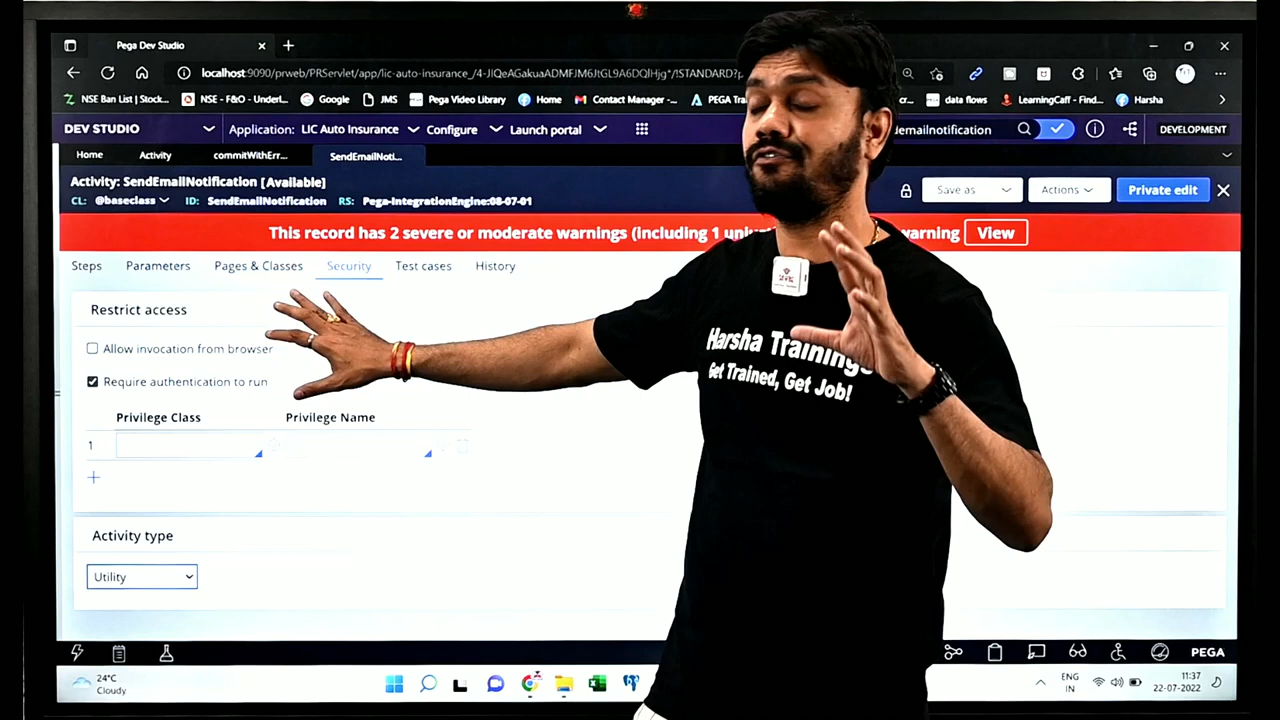 Pega Dev Studio
localhost:9090/prweb/PRServlet/app/lic-auto-insurance_/4-JIQeAGakuaADMFJM6JtGL9A6DQlHjg*/!STANDARD?
NSE Ban List | Stock...
NSE - F&O - Underl...
Google
JMS
Pega Video Library
Home
Contact Manager -...
PEGA Tra
cr...
data flows
LearningCaff - Find...
Harsha
DEV STUDIO
Application: LIC Auto Insurance
Configure
Launch portal
emailnotification
DEVELOPMENT
Home
Activity
commitWithErr...
SendEmailNoti...
Activity: SendEmailNotification [Available]
CL: @baseclass ID: SendEmailNotification RS: Pega-IntegrationEngine:08-07-01
Save as
Actions
Private edit
This record has 2 severe or moderate warnings (including 1 warning
View
Steps
Parameters
Pages & Classes
Security
Test cases
History
Restrict access
Allow invocation from browser
Require authentication to run
Privilege Class
Privilege Name
1
Activity type
Utility
Harsha Trainings
Get Trained, Get Job!
PEGA
24°C
Cloudy
ENG
IN
11:37
22-07-2022